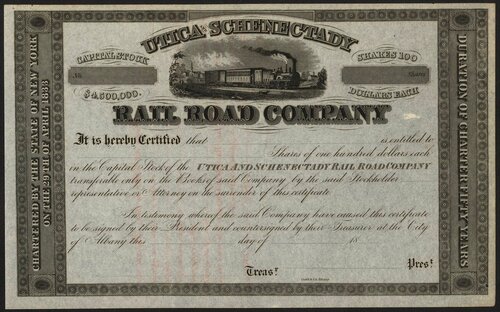 UTICA AND SCHENECTADY
CAPITAL STOCK
SHARES 100
No.
Shares
$4,500,000.
DOLLARS EACH
RAIL ROAD COMPANY
CHARTERED BY THE STATE OF NEW YORK
ON THE 29TH OF APRIL 1833
DURATION OF CHARTER FIFTY YEARS
It is hereby Certified that is entitled to
Shares of one hundred dollars each
in the Capital Stock of the UTICA AND SCHENECTADY RAIL ROAD COMPANY
transferable only on the Books of said Company by the said Stockholder
representative or Attorney on the surrender of this certificate.
In testimony whereof the said Company have caused this certificate
to be signed by their President and countersigned by their Treasurer at the City
of Albany this day of 18
Pres.t
Treas.r